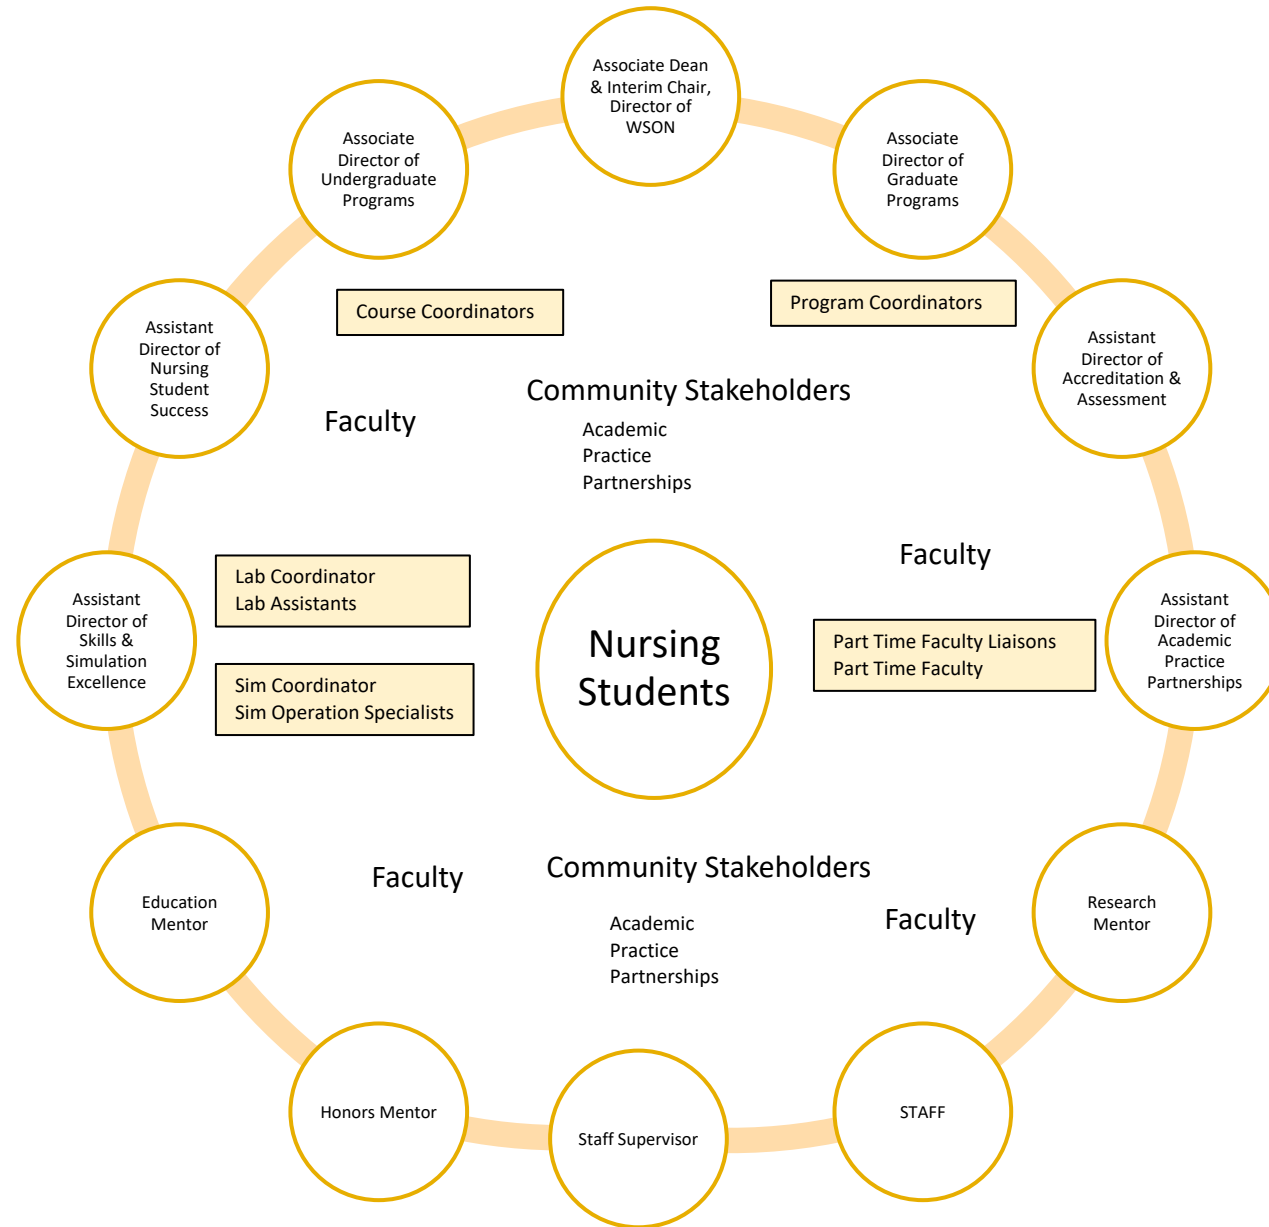 Associate Dean
& Interim Chair,
Director of
WSON
Associate
Director of
Undergraduate
Programs
Associate
Director of
Graduate
Programs
Course Coordinators
Program Coordinators
Assistant
Director of
Nursing
Student
Success
Assistant
Director of
Accreditation &
Assessment
Community Stakeholders
Faculty
Academic
Practice
Partnerships
Faculty
Lab Coordinator
Lab Assistants
Assistant
Director of
Skills &
Simulation
Excellence
Nursing
Students
Part Time Faculty Liaisons
Part Time Faculty
Assistant
Director of
Academic
Practice
Partnerships
Sim Coordinator
Sim Operation Specialists
Community Stakeholders
Faculty
Education
Mentor
Academic
Practice
Partnerships
Faculty
Research
Mentor
Honors Mentor
Staff Supervisor
STAFF